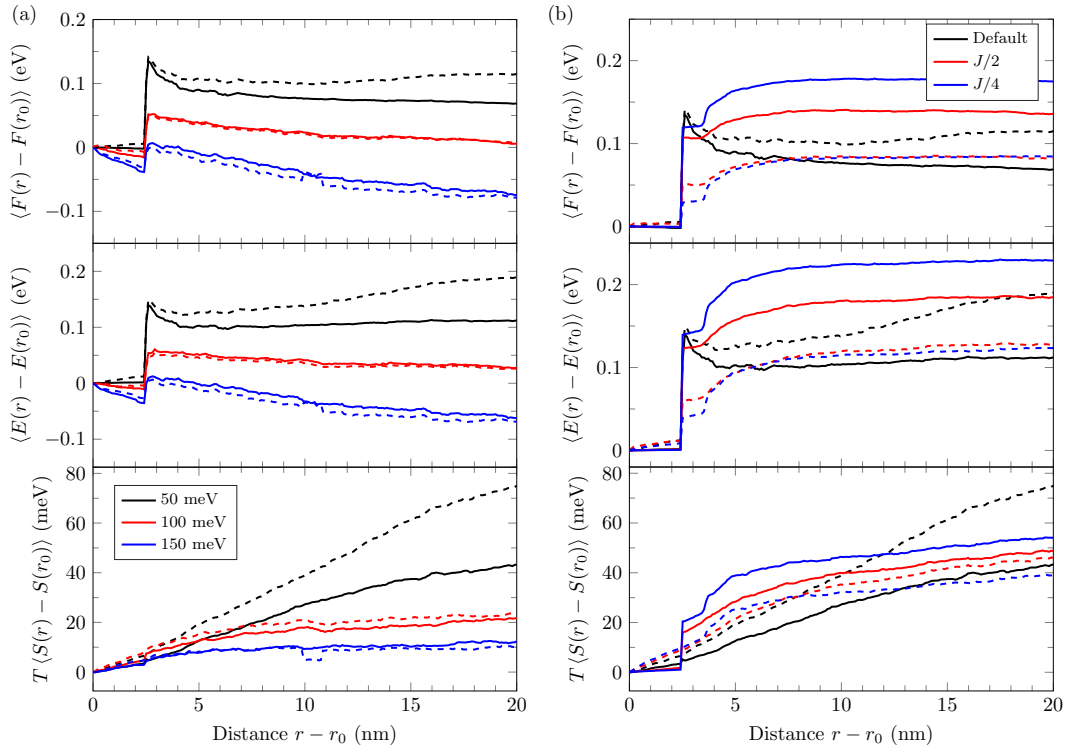 (a)
0.2
0.1
0
−0.1
⟨F(r) − F(r₀)⟩ (eV)
0.2
0.1
0
−0.1
⟨E(r) − E(r₀)⟩ (eV)
80
60
40
20
0
T ⟨S(r) − S(r₀)⟩ (meV)
50 meV
100 meV
150 meV
0 5 10 15 20
Distance r − r₀ (nm)
(b)
0.3
0.2
0.1
0
⟨F(r) − F(r₀)⟩ (eV)
Default
J/2
J/4
0.2
0.1
0
⟨E(r) − E(r₀)⟩ (eV)
80
60
40
20
0
T ⟨S(r) − S(r₀)⟩ (meV)
0 5 10 15 20
Distance r − r₀ (nm)